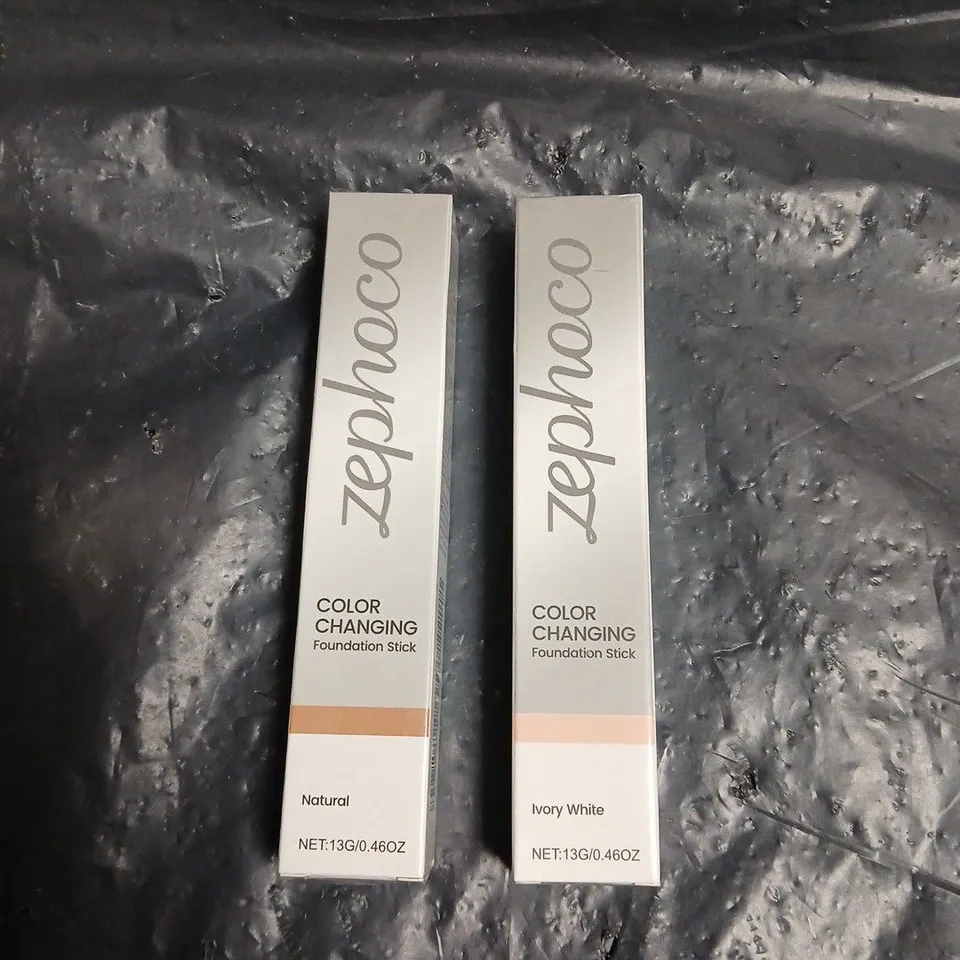 zephoco
COLOR
CHANGING
Foundation Stick
Natural
NET:13G/0.46OZ
zephoco
COLOR
CHANGING
Foundation Stick
Ivory White
NET:13G/0.46OZ